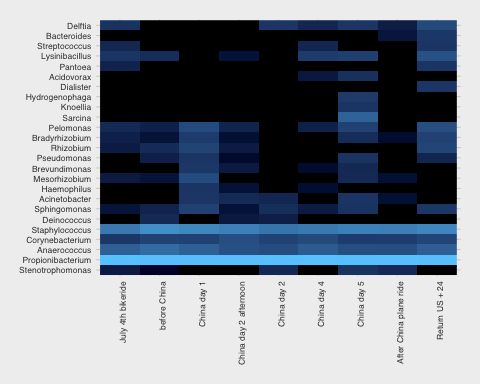 Delftia
Bacteroides
Streptococcus
Lysinibacillus
Pantoea
Acidovorax
Dialister
Hydrogenophaga
Knoellia
Sarcina
Pelomonas
Bradyrhizobium
Rhizobium
Pseudomonas
Brevundimonas
Mesorhizobium
Haemophilus
Acinetobacter
Sphingomonas
Deinococcus
Staphylococcus
Corynebacterium
Anaerococcus
Propionibacterium
Stenotrophomonas
July 4th bikeride
before China
China day 1
China day 2 afternoon
China day 2
China day 4
China day 5
After China plane ride
Return US + 24